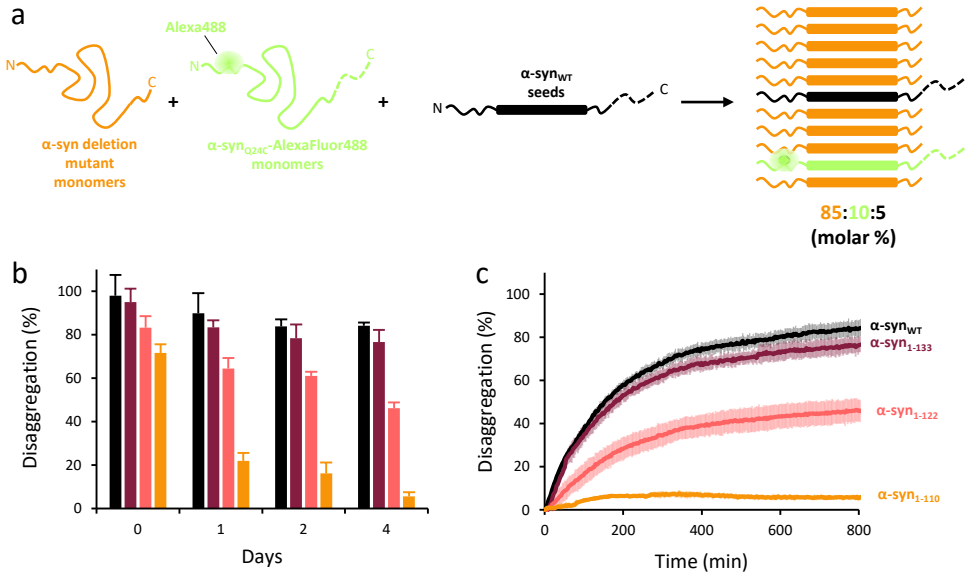 a
Alexa488
N
C
α-syn deletion
mutant
monomers
+
N
C
α-synQ24C-AlexaFluor488
monomers
+
α-synWT
seeds
N
C
85:10:5
(molar %)
b
Disaggregation (%)
100
80
60
40
20
0
0 1 2 4
Days
c
Disaggregation (%)
100
80
60
40
20
0
0 200 400 600 800
Time (min)
α-synWT
α-syn1-133
α-syn1-122
α-syn1-110